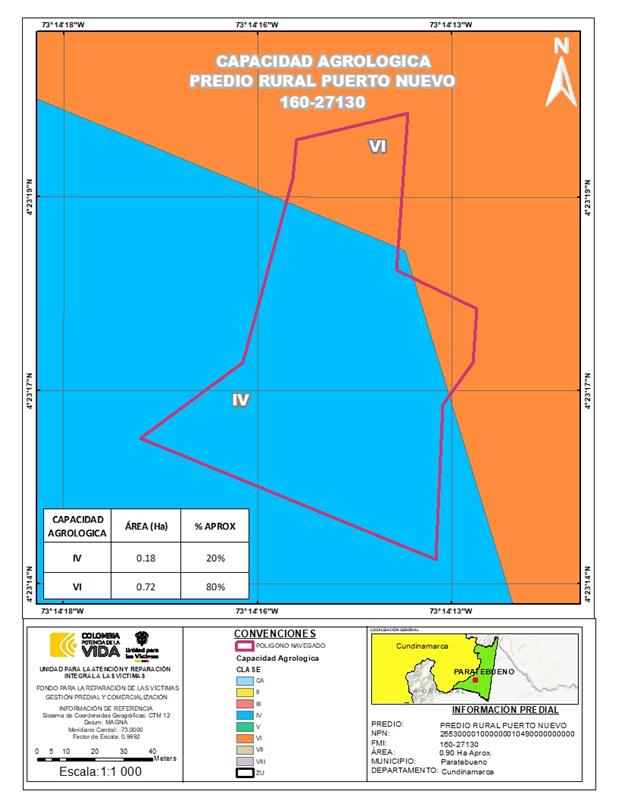 73°14'18"W 73°14'16"W 73°14'13"W
CAPACIDAD AGROLOGICA
PREDIO RURAL PUERTO NUEVO
160-27130
N
VI
4°23'19"N 4°23'19"N
4°23'17"N 4°23'17"N
IV
CAPACIDAD AGROLOGICA ÁREA (Ha) % APROX
IV 0.18 20%
VI 0.72 80%
4°23'14"N 4°23'14"N
73°14'18"W 73°14'16"W 73°14'13"W
COLOMBIA
POTENCIA DE LA
VIDA
Unidad para
las Víctimas
UNIDAD PARA LA ATENCIÓN Y REPARACIÓN
INTEGRAL A LAS VÍCTIMAS
FONDO PARA LA REPARACIÓN DE LAS VÍCTIMAS
GESTIÓN PREDIAL Y COMERCIALIZACIÓN
INFORMACIÓN DE REFERENCIA
Sistema de Coordenadas Geográficas: CTM 12
Datum: MAGNA
Meridiano Central: -73,0000
Factor de Escala: 0,9992
0 5 10 20 30 40
Meters
Escala:1:1 000
CONVENCIONES
POLIGONO NAVEGADO
Capacidad Agrologica
CLASE
CA
II
III
IV
V
VI
VII
VIII
ZU
LOCALIZACIÓN GENERAL
Cundinamarca
PARATEBUENO
INFORMACIÓN PREDIAL
PREDIO: PREDIO RURAL PUERTO NUEVO
NPN: 255300001000000010490000000000
FMI: 160-27130
ÁREA: 0.90 Ha Aprox.
MUNICIPIO: Paratebueno
DEPARTAMENTO: Cundinamarca